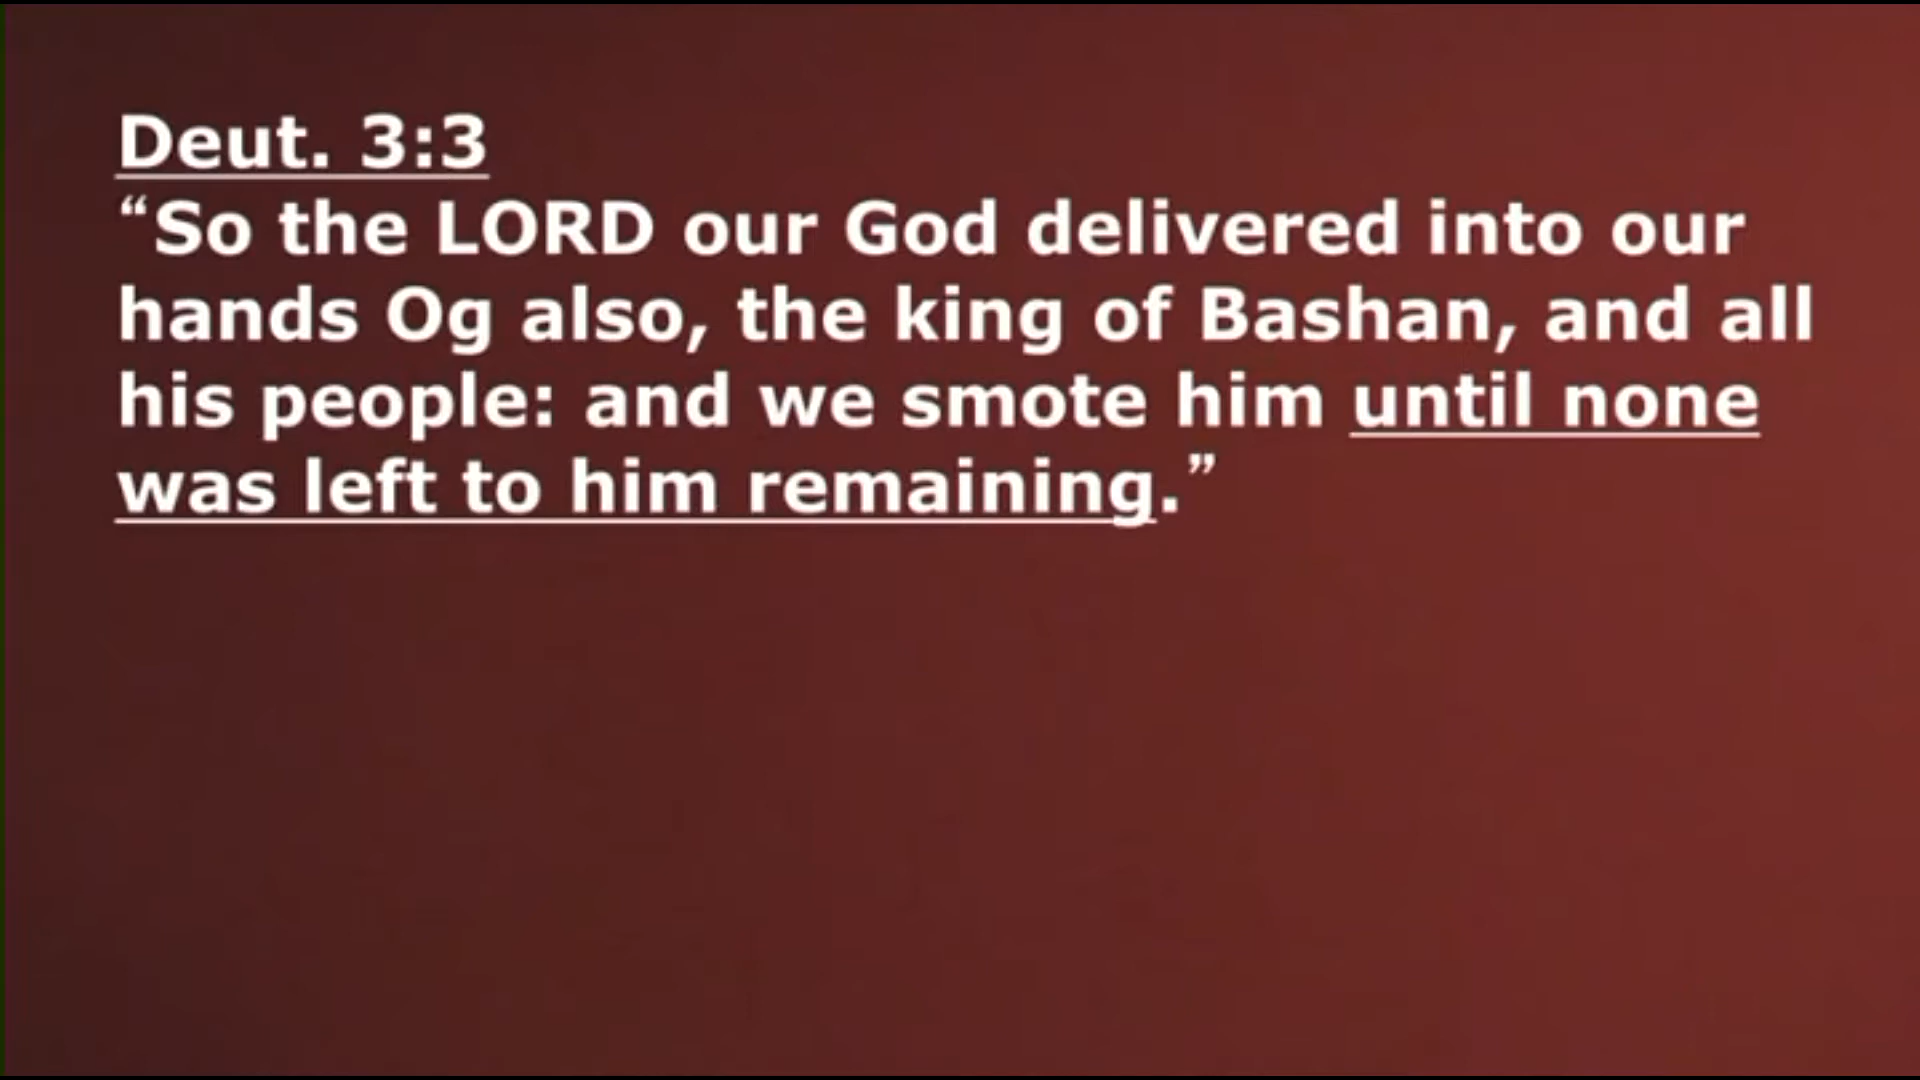 Deut. 3:3
“So the LORD our God delivered into our
hands Og also, the king of Bashan, and all
his people: and we smote him until none
was left to him remaining.”